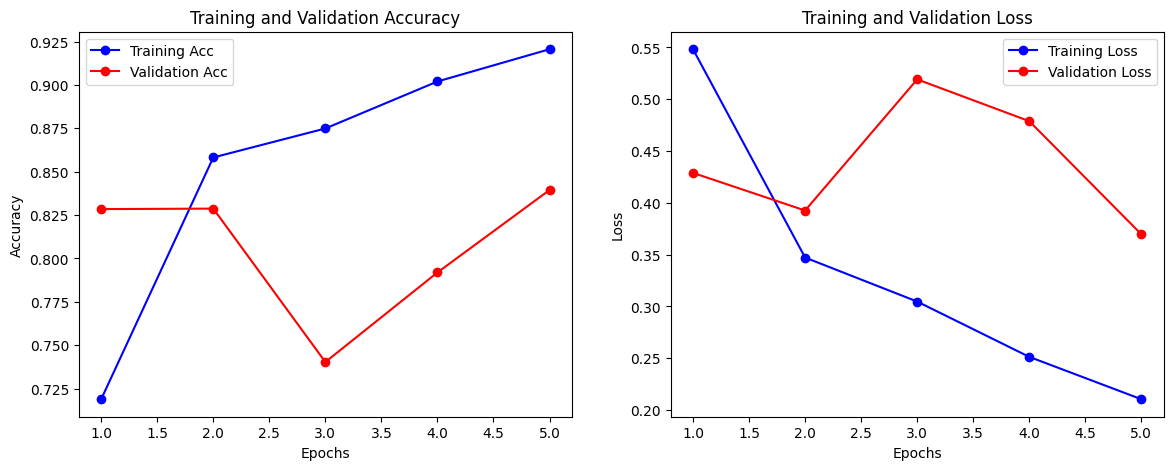 Training and Validation Accuracy
Training Acc
Validation Acc
Accuracy
0.925
0.900
0.875
0.850
0.825
0.800
0.775
0.750
0.725
1.0 1.5 2.0 2.5 3.0 3.5 4.0 4.5 5.0
Epochs
Training and Validation Loss
Training Loss
Validation Loss
Loss
0.55
0.50
0.45
0.40
0.35
0.30
0.25
0.20
1.0 1.5 2.0 2.5 3.0 3.5 4.0 4.5 5.0
Epochs